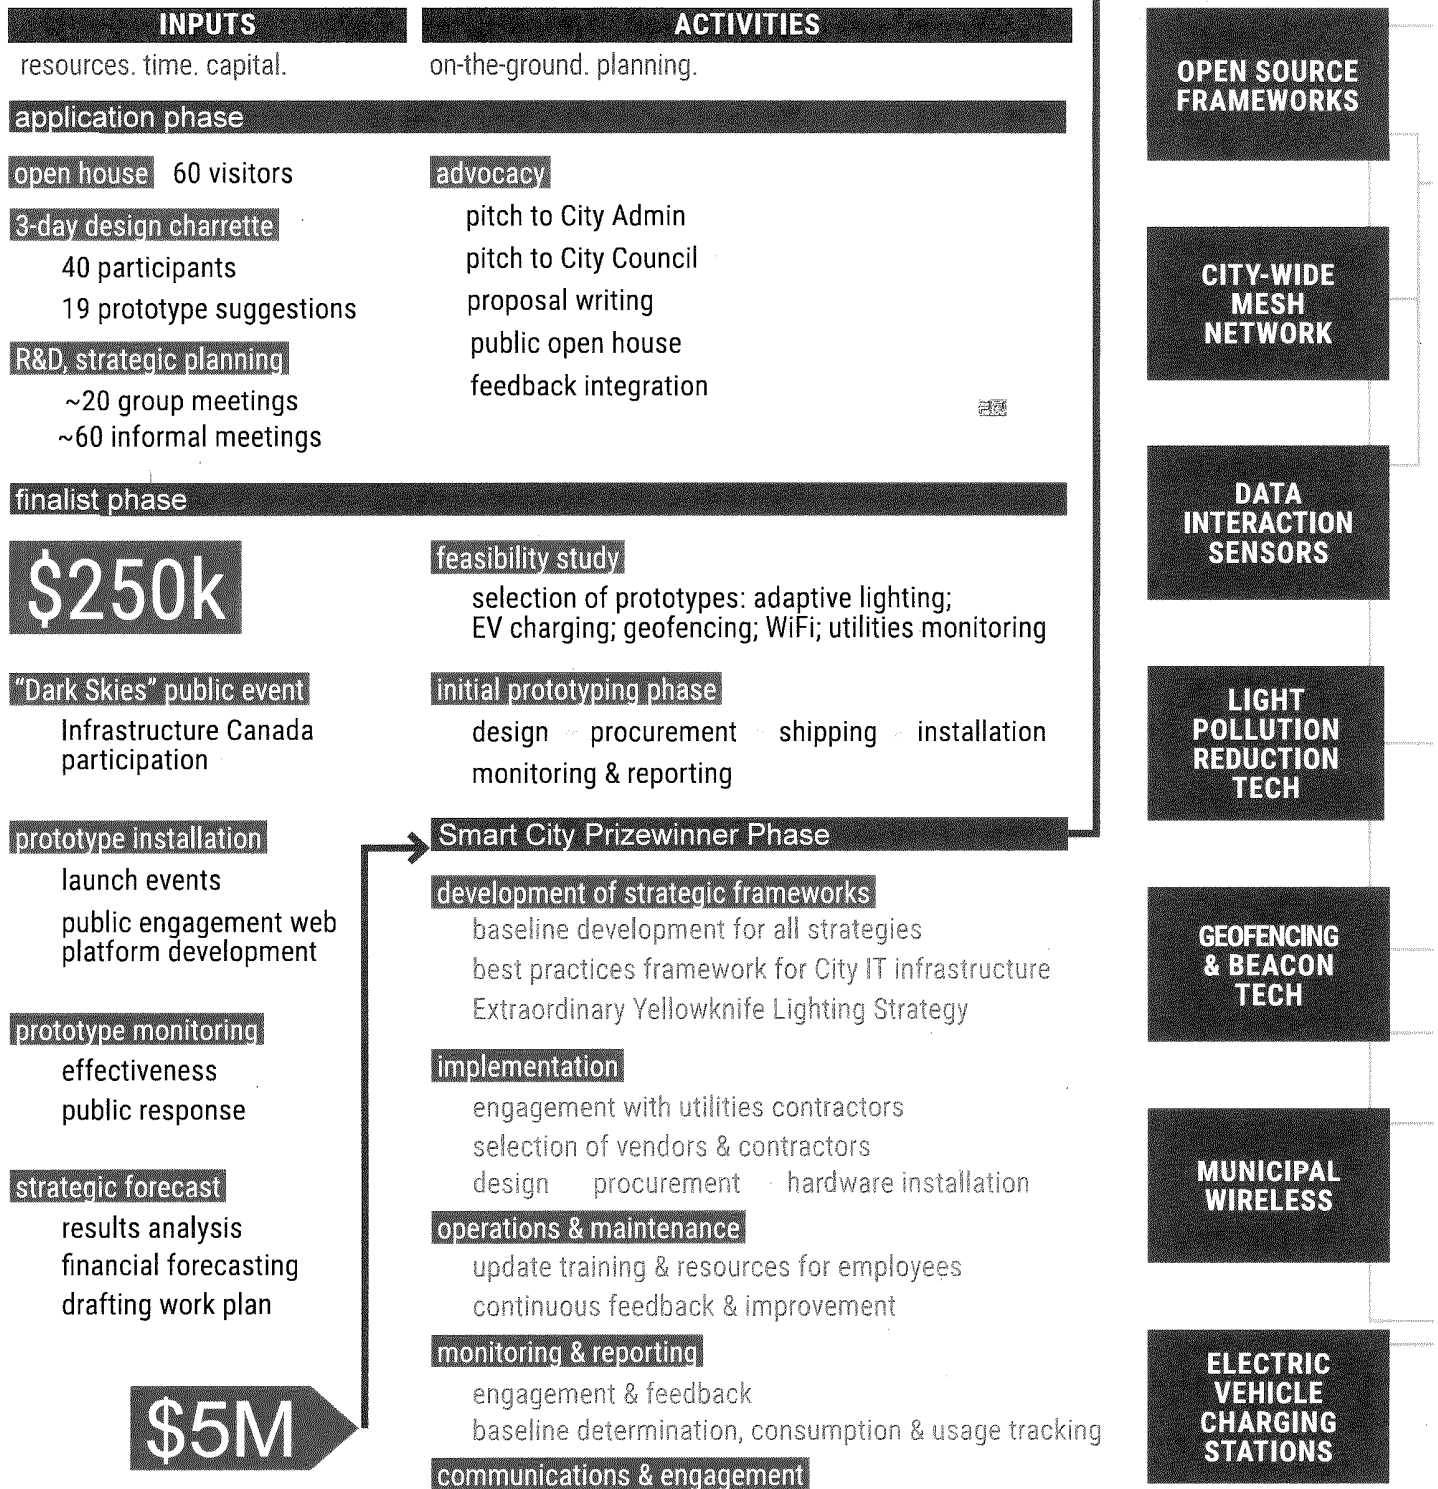 INPUTS
ACTIVITIES
resources. time. capital.
on-the-ground. planning.
application phase
open house 60 visitors
3-day design charrette
40 participants
19 prototype suggestions
R&D, strategic planning
~20 group meetings
~60 informal meetings
advocacy
pitch to City Admin
pitch to City Council
proposal writing
public open house
feedback integration
finalist phase
$250k
"Dark Skies" public event
Infrastructure Canada
participation
prototype installation
launch events
public engagement web
platform development
prototype monitoring
effectiveness
public response
strategic forecast
results analysis
financial forecasting
drafting work plan
$5M
feasibility study
selection of prototypes: adaptive lighting;
EV charging; geofencing; WiFi; utilities monitoring
initial prototyping phase
design procurement shipping installation
monitoring & reporting
Smart City Prizewinner Phase
development of strategic frameworks
baseline development for all strategies
best practices framework for City IT infrastructure
Extraordinary Yellowknife Lighting Strategy
implementation
engagement with utilities contractors
selection of vendors & contractors
design procurement hardware installation
operations & maintenance
update training & resources for employees
continuous feedback & improvement
monitoring & reporting
engagement & feedback
baseline determination, consumption & usage tracking
communications & engagement
OPEN SOURCE
FRAMEWORKS
CITY-WIDE
MESH
NETWORK
DATA
INTERACTION
SENSORS
LIGHT
POLLUTION
REDUCTION
TECH
GEOFENCING
& BEACON
TECH
MUNICIPAL
WIRELESS
ELECTRIC
VEHICLE
CHARGING
STATIONS